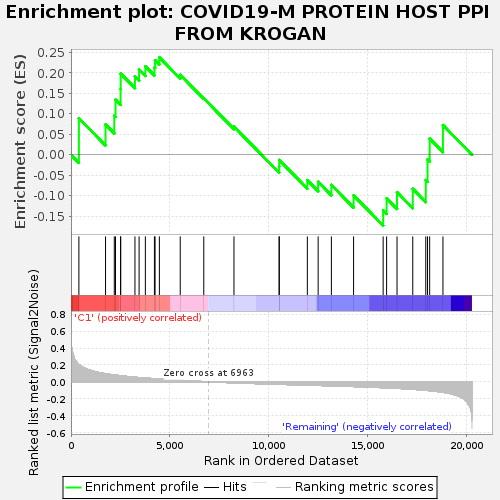 Enrichment plot: COVID19-M PROTEIN HOST PPI
FROM KROGAN
Enrichment score (ES)
0.25
0.20
0.15
0.10
0.05
0.00
-0.05
-0.10
-0.15
'C1' (positively correlated)
Ranked list metric (Signal2Noise)
0.8
0.6
0.4
0.2
0.0
-0.2
-0.4
-0.6
Zero cross at 6963
'Remaining' (negatively correlated)
0 5,000 10,000 15,000 20,000
Rank in Ordered Dataset
Enrichment profile Hits Ranking metric scores